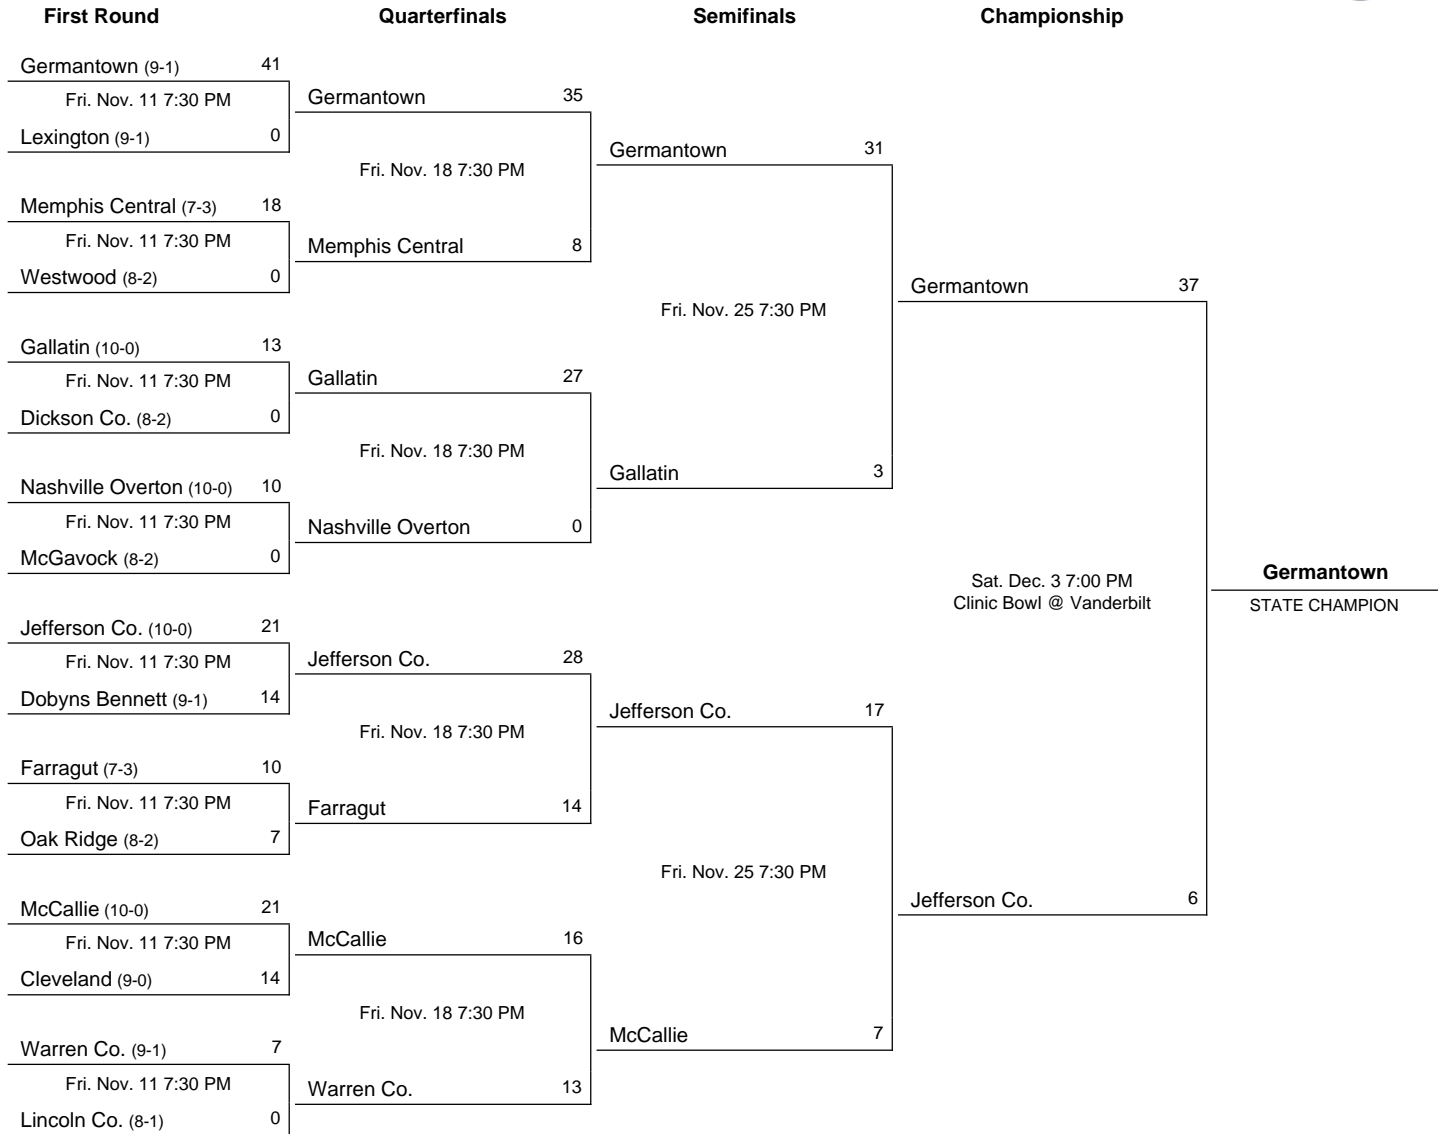 First Round Quarterfinals Semifinals Championship
Germantown (9-1) 41
Fri. Nov. 11 7:30 PM
Lexington (9-1) 0
Memphis Central (7-3) 18
Fri. Nov. 11 7:30 PM
Westwood (8-2) 0
Gallatin (10-0) 13
Fri. Nov. 11 7:30 PM
Dickson Co. (8-2) 0
Nashville Overton (10-0) 10
Fri. Nov. 11 7:30 PM
McGavock (8-2) 0
Jefferson Co. (10-0) 21
Fri. Nov. 11 7:30 PM
Dobyns Bennett (9-1) 14
Farragut (7-3) 10
Fri. Nov. 11 7:30 PM
Oak Ridge (8-2) 7
McCallie (10-0) 21
Fri. Nov. 11 7:30 PM
Cleveland (9-0) 14
Warren Co. (9-1) 7
Fri. Nov. 11 7:30 PM
Lincoln Co. (8-1) 0
Germantown 35
Fri. Nov. 18 7:30 PM
Memphis Central 8
Gallatin 27
Fri. Nov. 18 7:30 PM
Nashville Overton 0
Jefferson Co. 28
Fri. Nov. 18 7:30 PM
Farragut 14
McCallie 16
Fri. Nov. 18 7:30 PM
Warren Co. 13
Germantown 31
Fri. Nov. 25 7:30 PM
Gallatin 3
Jefferson Co. 17
Fri. Nov. 25 7:30 PM
McCallie 7
Germantown 37
Sat. Dec. 3 7:00 PM
Clinic Bowl @ Vanderbilt
Jefferson Co. 6
Germantown
STATE CHAMPION